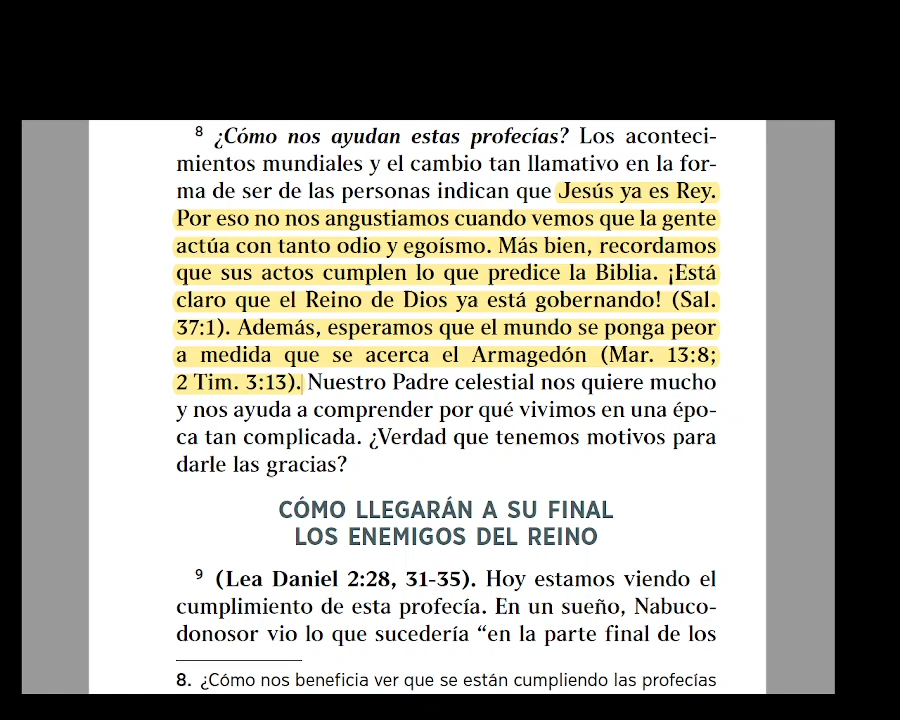 8 ¿Cómo nos ayudan estas profecías? Los aconteci-
mientos mundiales y el cambio tan llamativo en la for-
ma de ser de las personas indican que Jesús ya es Rey.
Por eso no nos angustiamos cuando vemos que la gente
actúa con tanto odio y egoísmo. Más bien, recordamos
que sus actos cumplen lo que predice la Biblia. ¡Está
claro que el Reino de Dios ya está gobernando! (Sal.
37:1). Además, esperamos que el mundo se ponga peor
a medida que se acerca el Armagedón (Mar. 13:8;
2 Tim. 3:13). Nuestro Padre celestial nos quiere mucho
y nos ayuda a comprender por qué vivimos en una épo-
ca tan complicada. ¿Verdad que tenemos motivos para
darle las gracias?
CÓMO LLEGARÁN A SU FINAL
LOS ENEMIGOS DEL REINO
9 (Lea Daniel 2:28, 31-35). Hoy estamos viendo el
cumplimiento de esta profecía. En un sueño, Nabuco-
donosor vio lo que sucedería “en la parte final de los
8. ¿Cómo nos beneficia ver que se están cumpliendo las profecías